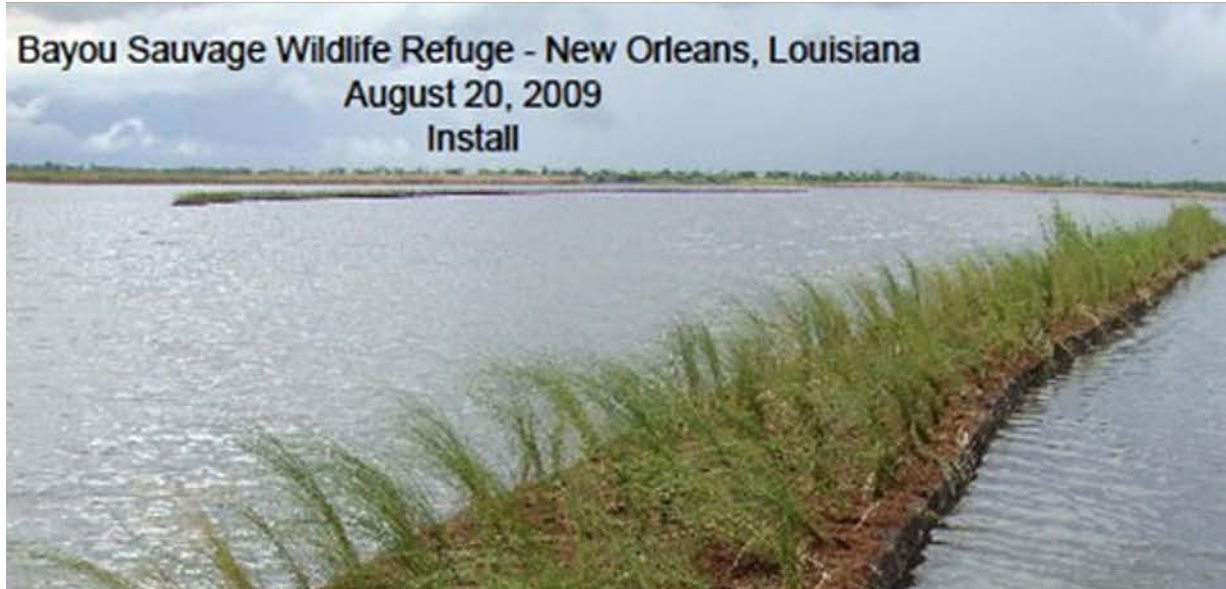 Bayou Sauvage Wildlife Refuge - New Orleans, Louisiana
August 20, 2009
Install